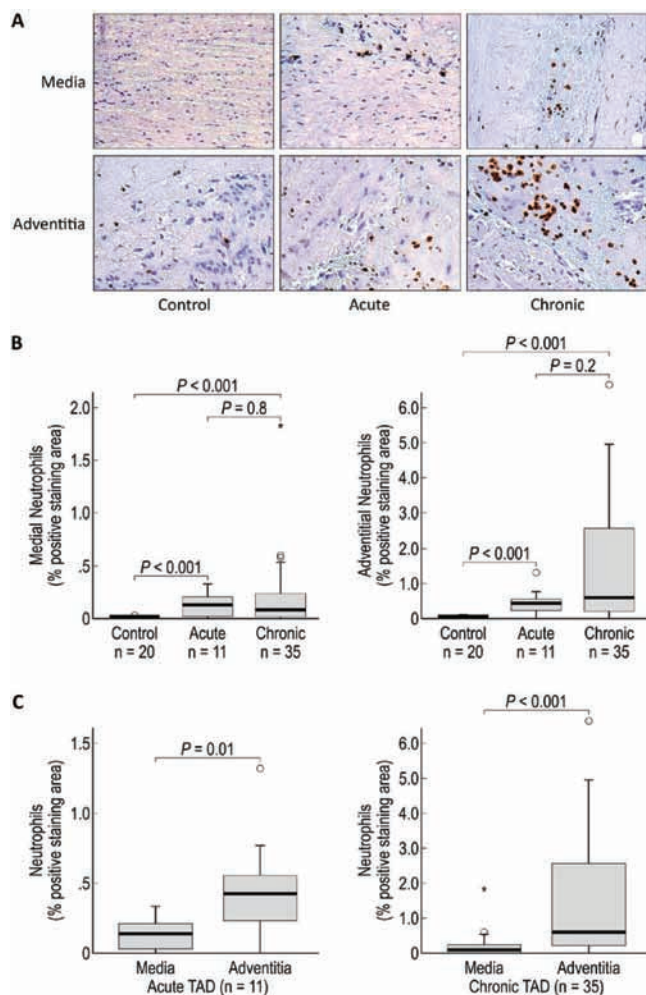 A
Media
Adventitia
Control
Acute
Chronic
B
Medial Neutrophils
(% positive staining area)
2.0
1.5
1.0
.5
0
P < 0.001
P = 0.8
P < 0.001
Control
n = 20
Acute
n = 11
Chronic
n = 35
Adventitial Neutrophils
(% positive staining area)
6.0
5.0
4.0
3.0
2.0
1.0
0
P < 0.001
P = 0.2
P < 0.001
Control
n = 20
Acute
n = 11
Chronic
n = 35
C
Neutrophils
(% positive staining area)
1.5
1.0
.5
0
P = 0.01
Media
Adventitia
Acute TAD (n = 11)
Neutrophils
(% positive staining area)
6.0
5.0
4.0
3.0
2.0
1.0
0
P < 0.001
Media
Adventitia
Chronic TAD (n = 35)